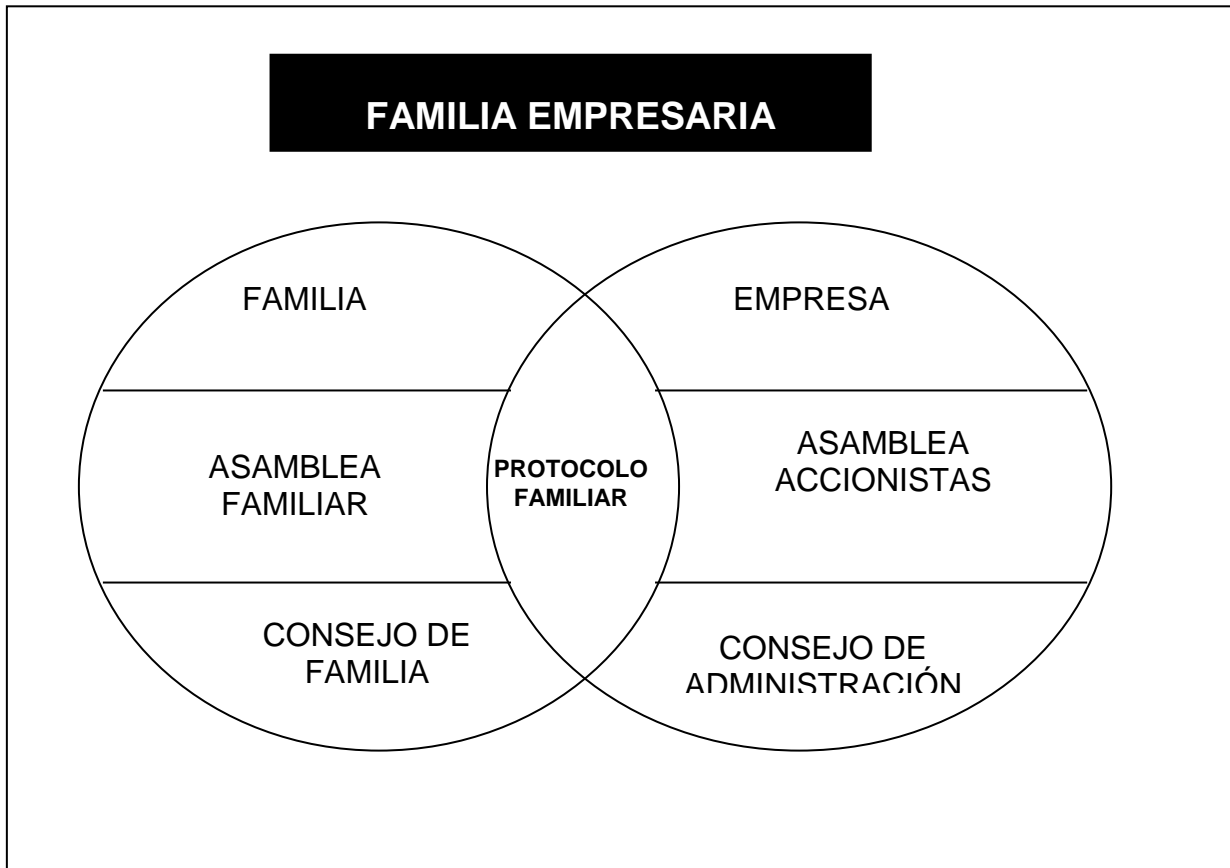 FAMILIA EMPRESARIA
FAMILIA
EMPRESA
ASAMBLEA
FAMILIAR
PROTOCOLO
FAMILIAR
ASAMBLEA
ACCIONISTAS
CONSEJO DE
FAMILIA
CONSEJO DE
ADMINISTRACIÓN